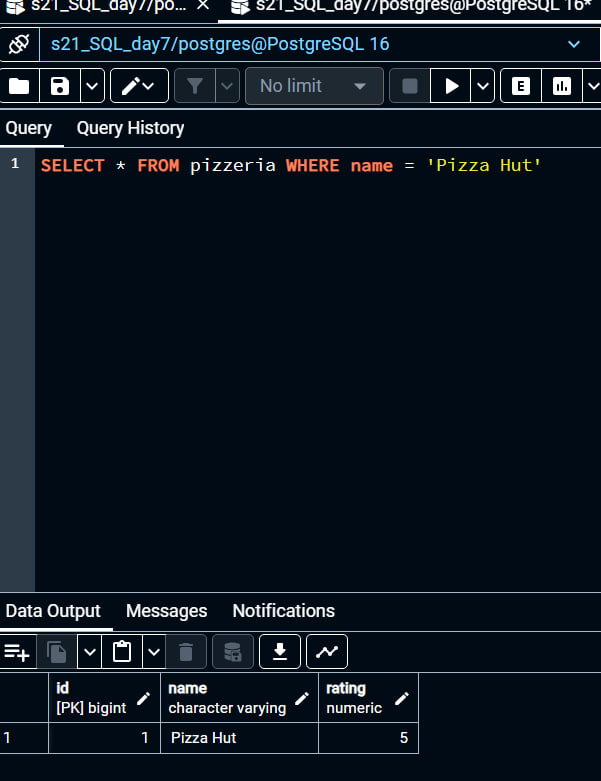 s21_SQL_day7/po... × s21_SQL_day7/postgres@PostgreSQL 16*
s21_SQL_day7/postgres@PostgreSQL 16
No limit
E
Query Query History
1 SELECT * FROM pizzeria WHERE name = 'Pizza Hut'
Data Output Messages Notifications
id name rating
[PK] bigint character varying numeric
1 1 Pizza Hut 5